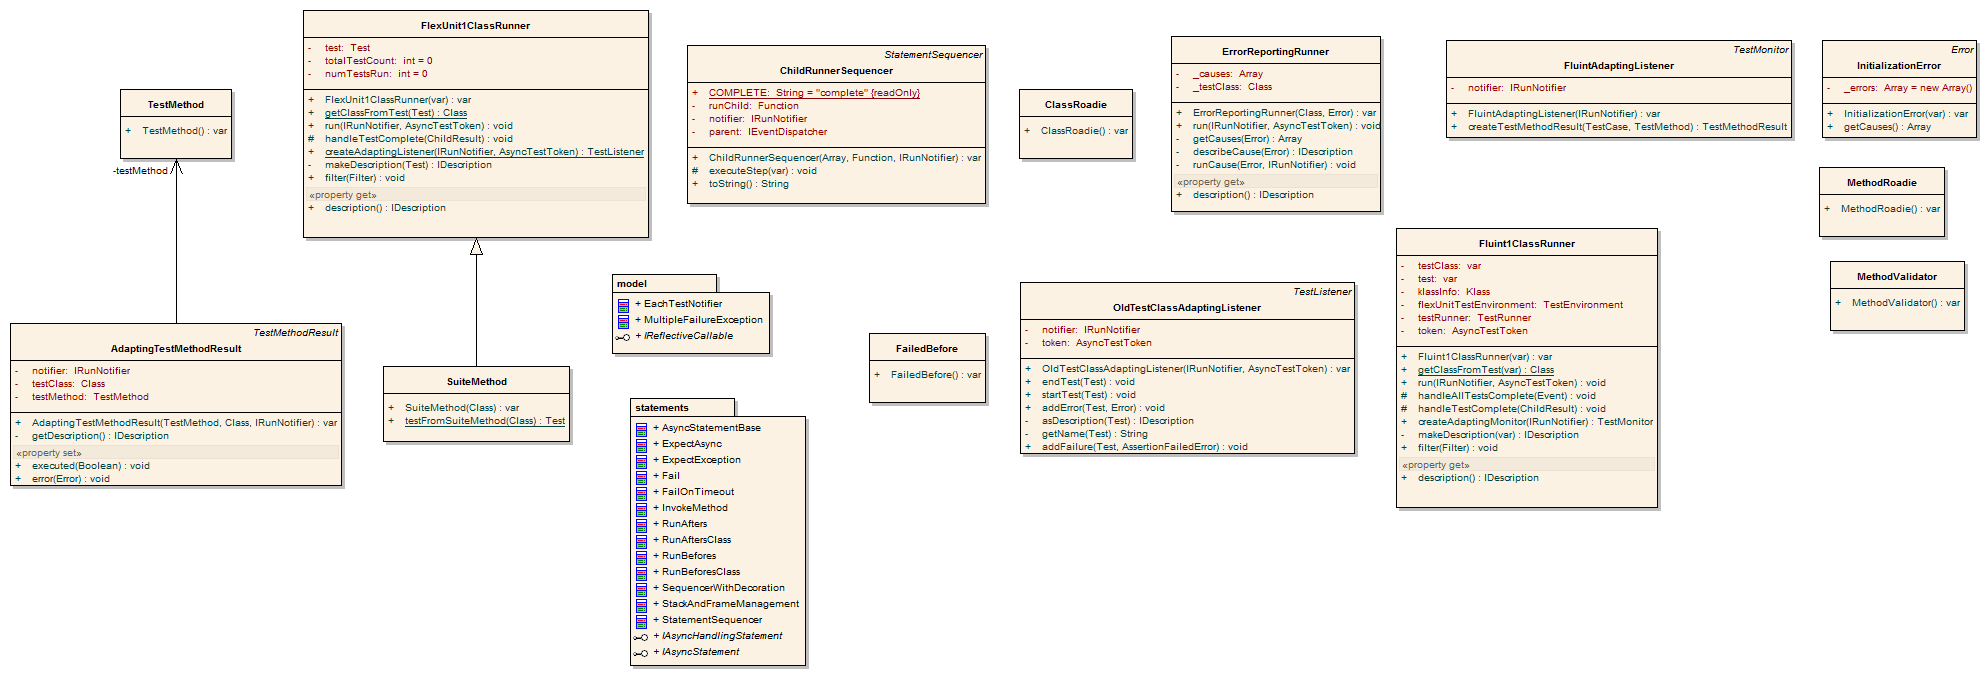 TestMethod
+ TestMethod() : var
-testMethod
FlexUnit1ClassRunner
- test: Test
- totalTestCount: int = 0
- numTestsRun: int = 0
+ FlexUnit1ClassRunner(var) : var
+ getClassFromTest(Test) : Class
+ run(IRunNotifier, AsyncTestToken) : void
# handleTestComplete(ChildResult) : void
+ createAdaptingListener(IRunNotifier, AsyncTestToken) : TestListener
- makeDescription(Test) : IDescription
+ filter(Filter) : void
«property get»
+ description() : IDescription
StatementSequencer
ChildRunnerSequencer
+ COMPLETE: String = "complete" {readOnly}
- runChild: Function
- notifier: IRunNotifier
- parent: IEventDispatcher
+ ChildRunnerSequencer(Array, Function, IRunNotifier) : var
# executeStep(var) : void
+ toString() : String
ClassRoadie
+ ClassRoadie() : var
ErrorReportingRunner
- _causes: Array
- _testClass: Class
+ ErrorReportingRunner(Class, Error) : var
+ run(IRunNotifier, AsyncTestToken) : void
- getCauses(Error) : Array
- describeCause(Error) : IDescription
- runCause(Error, IRunNotifier) : void
«property get»
+ description() : IDescription
TestMonitor
FluintAdaptingListener
- notifier: IRunNotifier
+ FluintAdaptingListener(IRunNotifier) : var
+ createTestMethodResult(TestCase, TestMethod) : TestMethodResult
Error
InitializationError
- _errors: Array = new Array()
+ InitializationError(var) : var
+ getCauses() : Array
MethodRoadie
+ MethodRoadie() : var
MethodValidator
+ MethodValidator() : var
TestMethodResult
AdaptingTestMethodResult
- notifier: IRunNotifier
- testClass: Class
- testMethod: TestMethod
+ AdaptingTestMethodResult(TestMethod, Class, IRunNotifier) : var
- getDescription() : IDescription
«property set»
+ executed(Boolean) : void
+ error(Error) : void
SuiteMethod
+ SuiteMethod(Class) : var
+ testFromSuiteMethod(Class) : Test
model
+ EachTestNotifier
+ MultipleFailureException
+ IReflectiveCallable
statements
+ AsyncStatementBase
+ ExpectAsync
+ ExpectException
+ Fail
+ FailOnTimeout
+ InvokeMethod
+ RunAfters
+ RunAftersClass
+ RunBefores
+ RunBeforesClass
+ SequencerWithDecoration
+ StackAndFrameManagement
+ StatementSequencer
+ IAsyncHandlingStatement
+ IAsyncStatement
FailedBefore
+ FailedBefore() : var
TestListener
OldTestClassAdaptingListener
- notifier: IRunNotifier
- token: AsyncTestToken
+ OldTestClassAdaptingListener(IRunNotifier, AsyncTestToken) : var
+ endTest(Test) : void
+ startTest(Test) : void
+ addError(Test, Error) : void
- asDescription(Test) : IDescription
- getName(Test) : String
+ addFailure(Test, AssertionFailedError) : void
Fluint1ClassRunner
- testClass: var
- test: var
- klassInfo: Klass
- flexUnitTestEnvironment: TestEnvironment
- testRunner: TestRunner
- token: AsyncTestToken
+ Fluint1ClassRunner(var) : var
+ getClassFromTest(var) : Class
+ run(IRunNotifier, AsyncTestToken) : void
# handleAllTestsComplete(Event) : void
# handleTestComplete(ChildResult) : void
+ createAdaptingMonitor(IRunNotifier) : TestMonitor
- makeDescription(var) : IDescription
+ filter(Filter) : void
«property get»
+ description() : IDescription